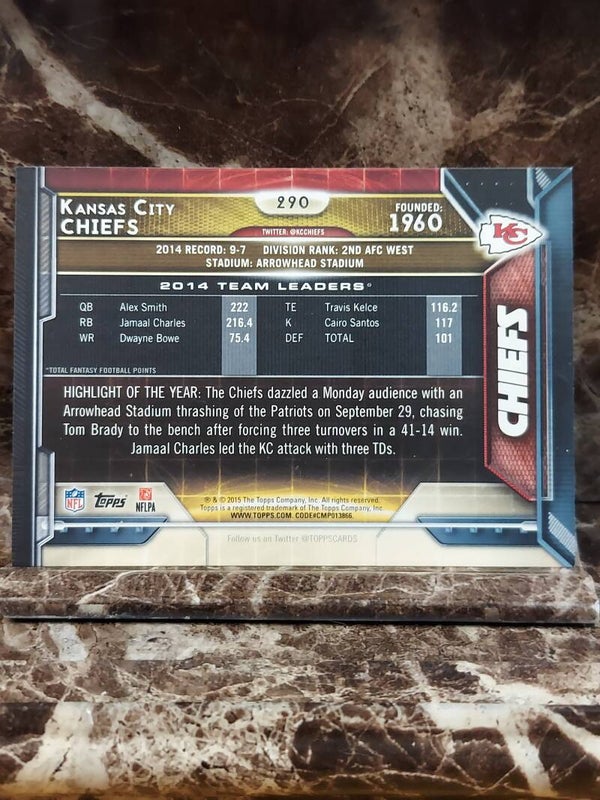 290
KANSAS CITY
CHIEFS
FOUNDED:
1960
TWITTER: @KCCHIEFS
KC
2014 RECORD: 9-7 DIVISION RANK: 2ND AFC WEST
STADIUM: ARROWHEAD STADIUM
2014 TEAM LEADERS*
QB Alex Smith 222 TE Travis Kelce 116.2
RB Jamaal Charles 216.4 K Cairo Santos 117
WR Dwayne Bowe 75.4 DEF TOTAL 101
*TOTAL FANTASY FOOTBALL POINTS
CHIEFS
HIGHLIGHT OF THE YEAR: The Chiefs dazzled a Monday audience with an
Arrowhead Stadium thrashing of the Patriots on September 29, chasing
Tom Brady to the bench after forcing three turnovers in a 41-14 win.
Jamaal Charles led the KC attack with three TDs.
NFL Topps NFLPA
® & © 2015 The Topps Company, Inc. All rights reserved.
Topps is a registered trademark of The Topps Company, Inc.
WWW.TOPPS.COM. CODE#CMP013866.
Follow us on Twitter @TOPPSCARDS